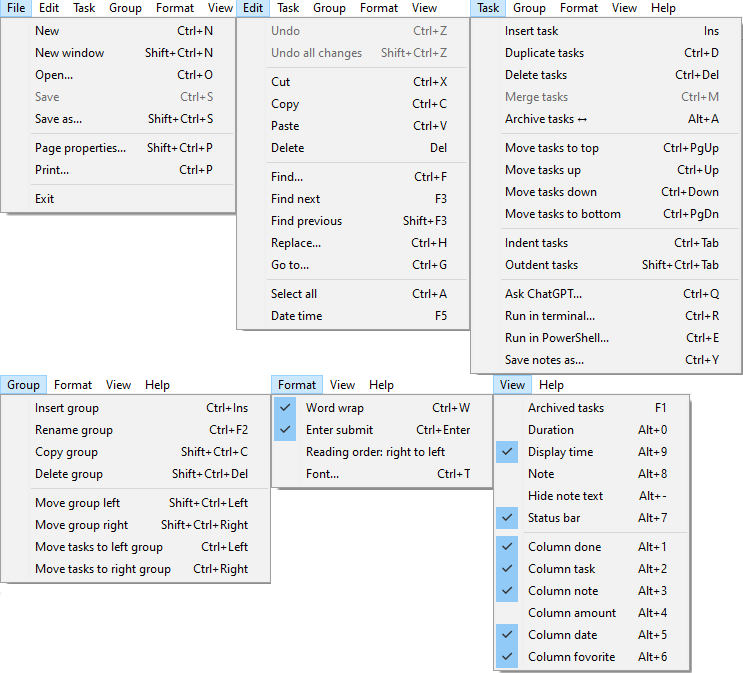 File Edit Task Group Format View
New Ctrl+N
New window Shift+Ctrl+N
Open... Ctrl+O
Save Ctrl+S
Save as... Shift+Ctrl+S
Page properties... Shift+Ctrl+P
Print... Ctrl+P
Exit
Edit Task Group Format View
Undo Ctrl+Z
Undo all changes Shift+Ctrl+Z
Cut Ctrl+X
Copy Ctrl+C
Paste Ctrl+V
Delete Del
Find... Ctrl+F
Find next F3
Find previous Shift+F3
Replace... Ctrl+H
Go to... Ctrl+G
Select all Ctrl+A
Date time F5
Task Group Format View Help
Insert task Ins
Duplicate tasks Ctrl+D
Delete tasks Ctrl+Del
Merge tasks Ctrl+M
Archive tasks ↔ Alt+A
Move tasks to top Ctrl+PgUp
Move tasks up Ctrl+Up
Move tasks down Ctrl+Down
Move tasks to bottom Ctrl+PgDn
Indent tasks Ctrl+Tab
Outdent tasks Shift+Ctrl+Tab
Ask ChatGPT... Ctrl+Q
Run in terminal... Ctrl+R
Run in PowerShell... Ctrl+E
Save notes as... Ctrl+Y
Group Format View Help
Insert group Ctrl+Ins
Rename group Ctrl+F2
Copy group Shift+Ctrl+C
Delete group Shift+Ctrl+Del
Move group left Shift+Ctrl+Left
Move group right Shift+Ctrl+Right
Move tasks to left group Ctrl+Left
Move tasks to right group Ctrl+Right
Format View Help
Word wrap Ctrl+W
Enter submit Ctrl+Enter
Reading order: right to left
Font... Ctrl+T
View Help
Archived tasks F1
Duration Alt+0
Display time Alt+9
Note Alt+8
Hide note text Alt+-
Status bar Alt+7
Column done Alt+1
Column task Alt+2
Column note Alt+3
Column amount Alt+4
Column date Alt+5
Column fovorite Alt+6